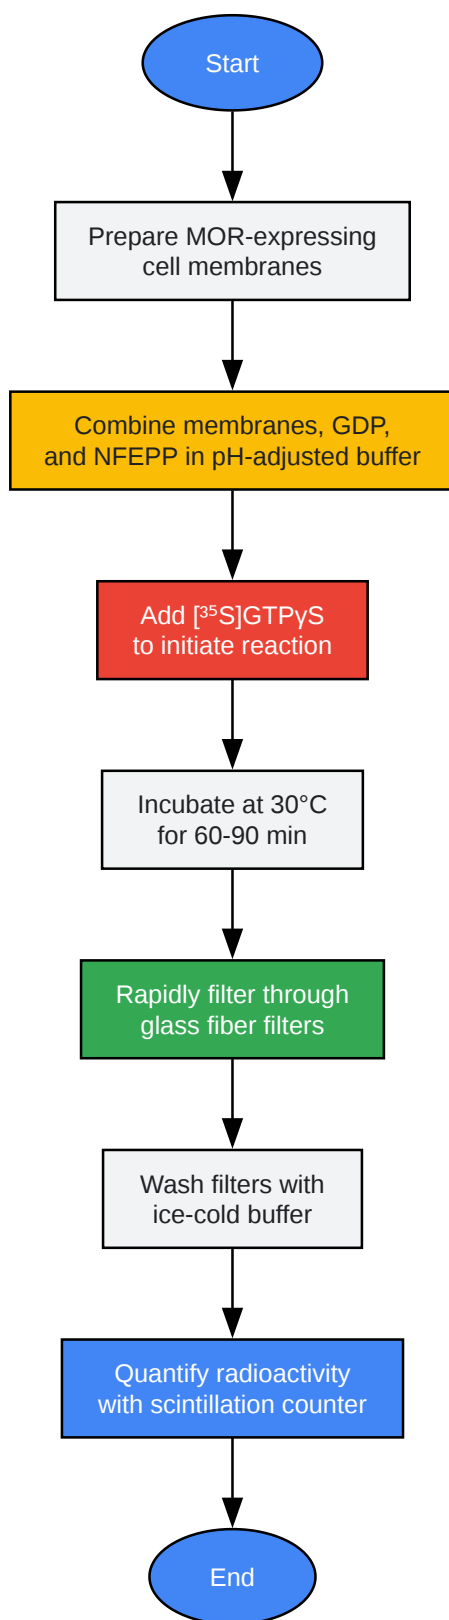 Start
Prepare MOR-expressing
cell membranes
Combine membranes, GDP,
and NFEPP in pH-adjusted buffer
Add [³⁵S]GTPγS
to initiate reaction
Incubate at 30°C
for 60-90 min
Rapidly filter through
glass fiber filters
Wash filters with
ice-cold buffer
Quantify radioactivity
with scintillation counter
End